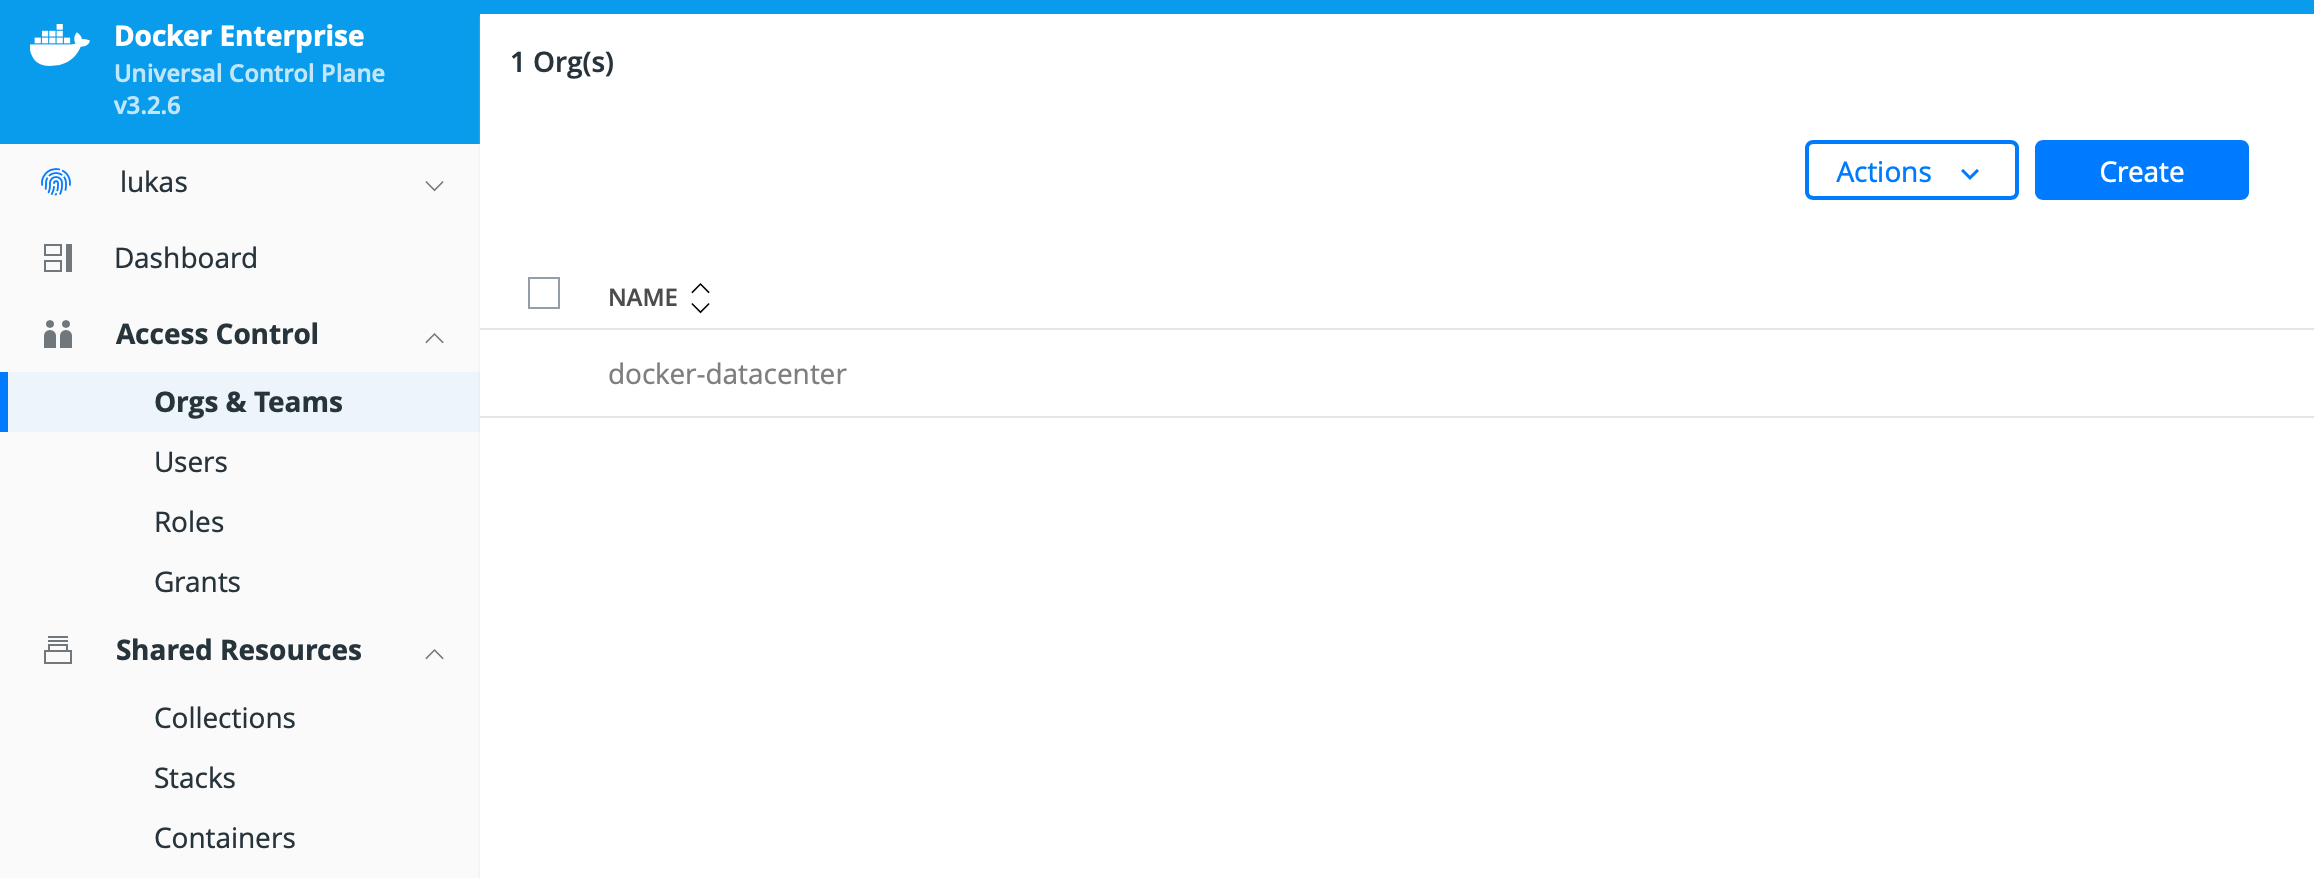 Docker Enterprise
Universal Control Plane
v3.2.6
lukas
Dashboard
Access Control
Orgs & Teams
Users
Roles
Grants
Shared Resources
Collections
Stacks
Containers
1 Org(s)
Actions
Create
NAME
docker-datacenter